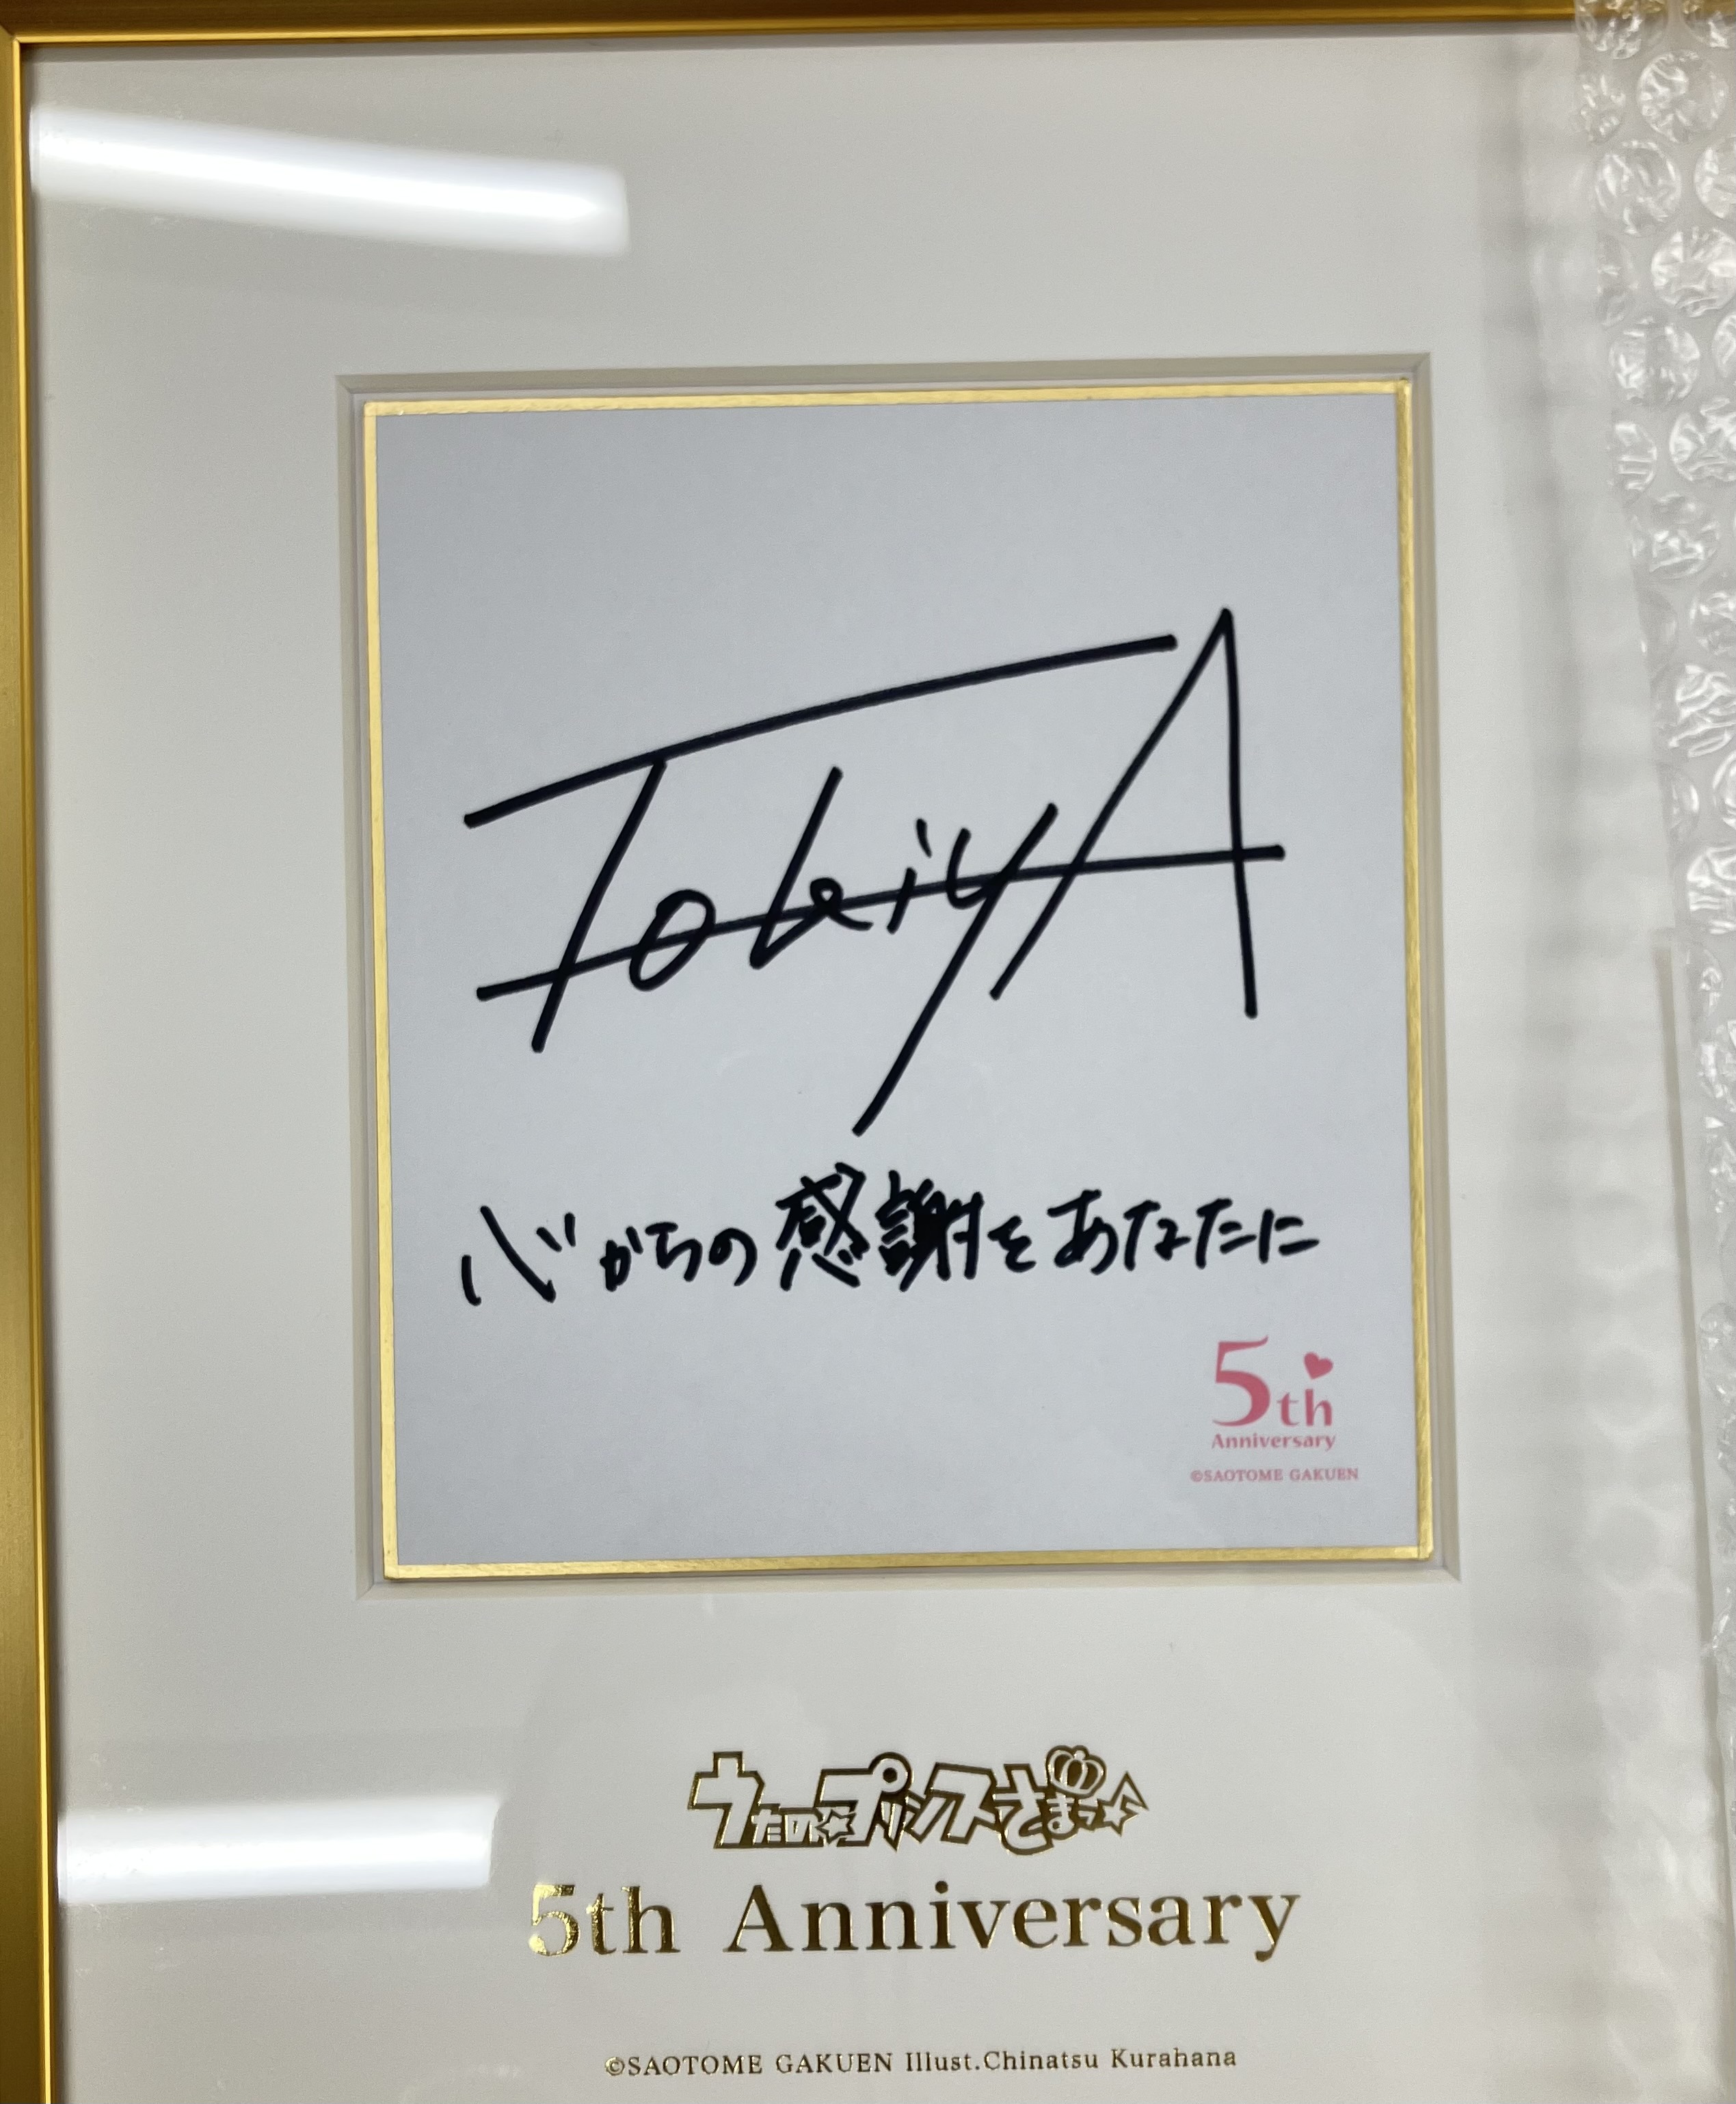 TokiyA
心からの感謝をあなたに
5th
Anniversary
©SAOTOME GAKUEN
うたの☆プリンスさまっ♪
5th Anniversary
©SAOTOME GAKUEN Illust.Chinatsu Kurahana